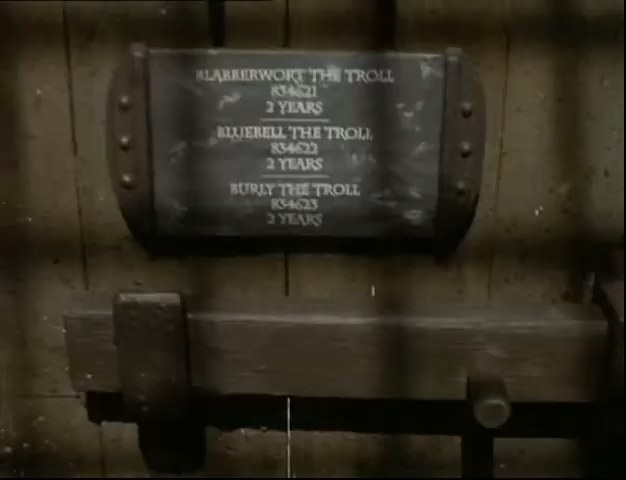 BLABBERWORT THE TROLL
834621
2 YEARS
BLUEBELL THE TROLL
834622
2 YEARS
BURLY THE TROLL
834623
2 YEARS